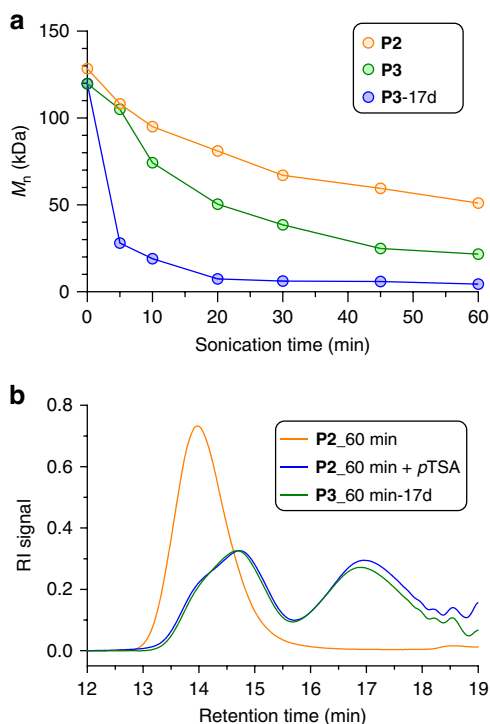 a
150
100
50
0
M_n (kDa)
P2
P3
P3-17d
0 10 20 30 40 50 60
Sonication time (min)
b
0.8
0.6
0.4
0.2
0.0
RI signal
P2_60 min
P2_60 min + pTSA
P3_60 min-17d
12 13 14 15 16 17 18 19
Retention time (min)